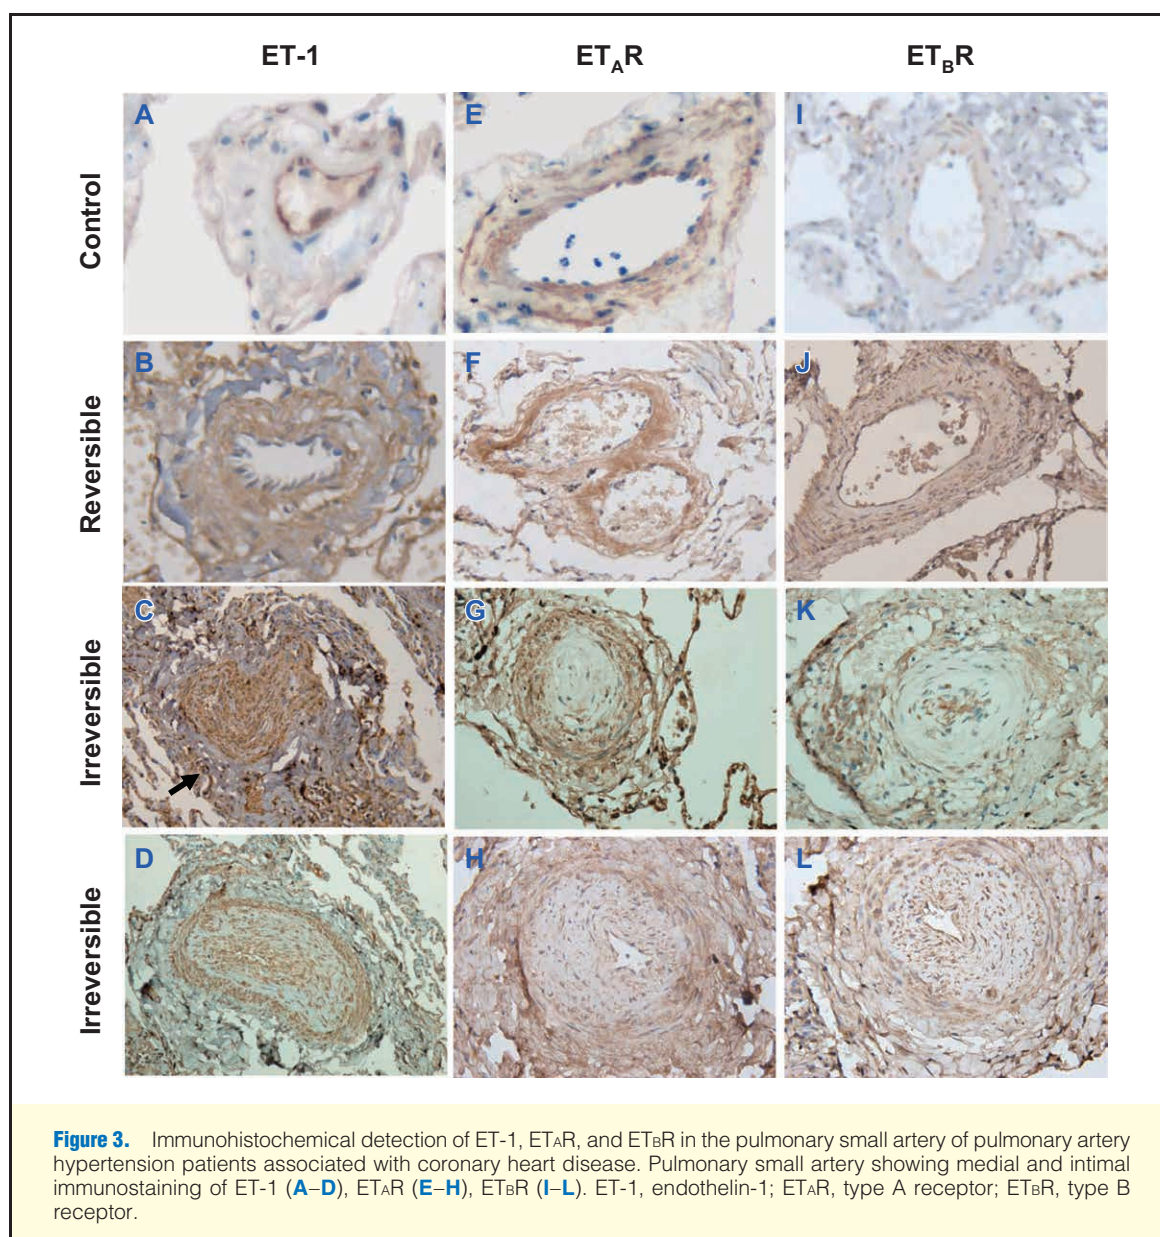 ET-1 ETAR ETBR
Control
A E I
Reversible
B F J
Irreversible
C G K
Irreversible
D H L
Figure 3. Immunohistochemical detection of ET-1, ETAR, and ETBR in the pulmonary small artery of pulmonary artery
hypertension patients associated with coronary heart disease. Pulmonary small artery showing medial and intimal
immunostaining of ET-1 (A–D), ETAR (E–H), ETBR (I–L). ET-1, endothelin-1; ETAR, type A receptor; ETBR, type B
receptor.